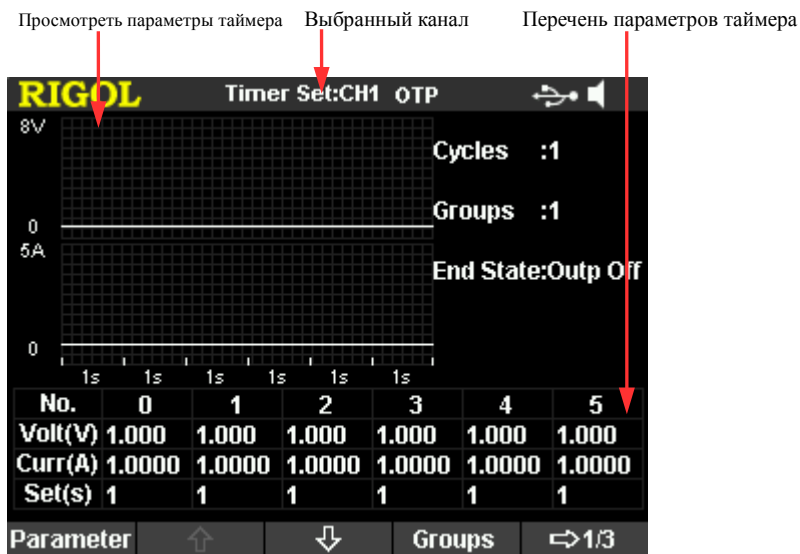 Просмотреть параметры таймера Выбранный канал Перечень параметров таймера
RIGOL Timer Set:CH1 OTP
8V
Cycles :1
Groups :1
0
5A
End State:Outp Off
0
1s 1s 1s 1s 1s 1s
No. 0 1 2 3 4 5
Volt(V) 1.000 1.000 1.000 1.000 1.000 1.000
Curr(A) 1.0000 1.0000 1.0000 1.0000 1.0000 1.0000
Set(s) 1 1 1 1 1 1
Parameter Groups 1/3